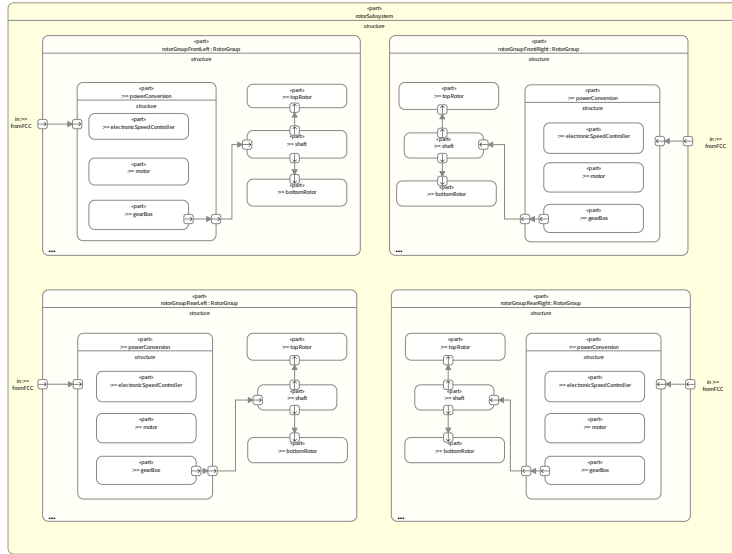 «part»
rotorSubsystem
structure
«part»
rotorGroupFrontLeft : RotorGroup
structure
in :>>
fromFCC
«part»
:>> powerConversion
structure
«part»
:>> electronicSpeedController
«part»
:>> motor
«part»
:>> gearBox
«part»
:>> topRotor
«part»
:>> shaft
«part»
:>> bottomRotor
•••
«part»
rotorGroupFrontRight : RotorGroup
structure
«part»
:>> topRotor
«part»
:>> shaft
«part»
:>> bottomRotor
«part»
:>> powerConversion
structure
«part»
:>> electronicSpeedController
«part»
:>> motor
«part»
:>> gearBox
in :>>
fromFCC
•••
«part»
rotorGroupRearLeft : RotorGroup
structure
in :>>
fromFCC
«part»
:>> powerConversion
structure
«part»
:>> electronicSpeedController
«part»
:>> motor
«part»
:>> gearBox
«part»
:>> topRotor
«part»
:>> shaft
«part»
:>> bottomRotor
•••
«part»
rotorGroupRearRight : RotorGroup
structure
«part»
:>> topRotor
«part»
:>> shaft
«part»
:>> bottomRotor
«part»
:>> powerConversion
structure
«part»
:>> electronicSpeedController
«part»
:>> motor
«part»
:>> gearBox
in :>>
fromFCC
•••